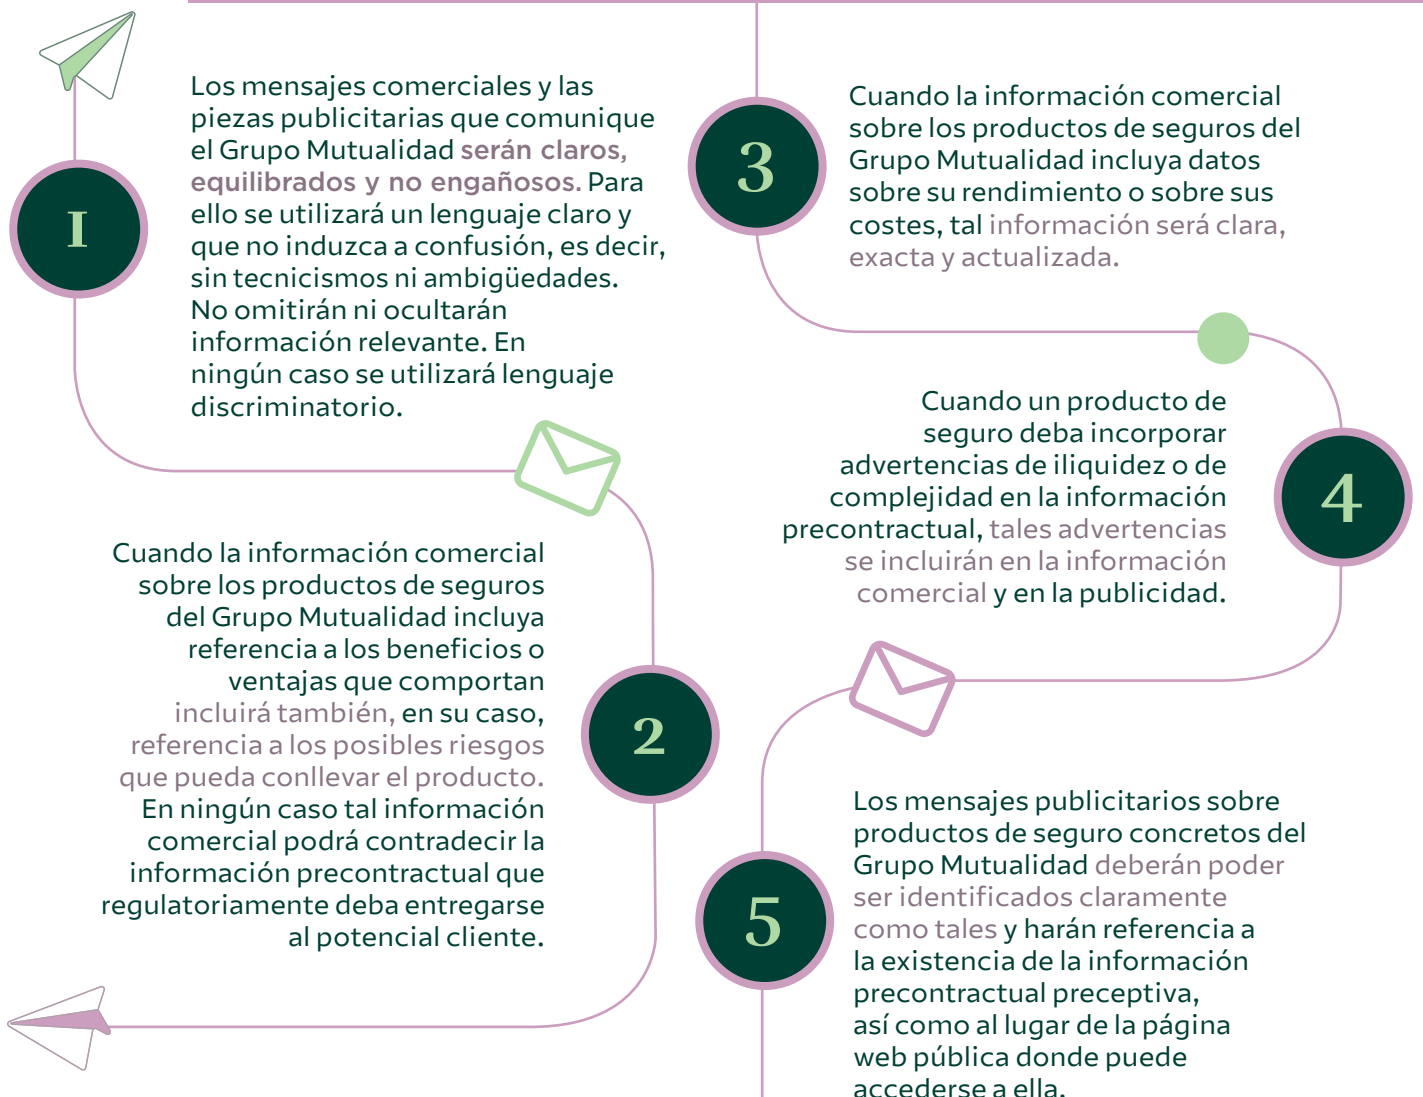 1
Los mensajes comerciales y las
piezas publicitarias que comunique
el Grupo Mutualidad serán claros,
equilibrados y no engañosos. Para
ello se utilizará un lenguaje claro y
que no induzca a confusión, es decir,
sin tecnicismos ni ambigüedades.
No omitirán ni ocultarán
información relevante. En
ningún caso se utilizará lenguaje
discriminatorio.
Cuando la información comercial
sobre los productos de seguros
del Grupo Mutualidad incluya
referencia a los beneficios o
ventajas que comportan
incluirá también, en su caso,
referencia a los posibles riesgos
que pueda conllevar el producto.
En ningún caso tal información
comercial podrá contradecir la
información precontractual que
regulatoriamente deba entregarse
al potencial cliente.
2
3
Cuando la información comercial
sobre los productos de seguros del
Grupo Mutualidad incluya datos
sobre su rendimiento o sobre sus
costes, tal información será clara,
exacta y actualizada.
Cuando un producto de
seguro deba incorporar
advertencias de iliquidez o de
complejidad en la información
precontractual, tales advertencias
se incluirán en la información
comercial y en la publicidad.
4
5
Los mensajes publicitarios sobre
productos de seguro concretos del
Grupo Mutualidad deberán poder
ser identificados claramente
como tales y harán referencia a
la existencia de la información
precontractual preceptiva,
así como al lugar de la página
web pública donde puede
accederse a ella.